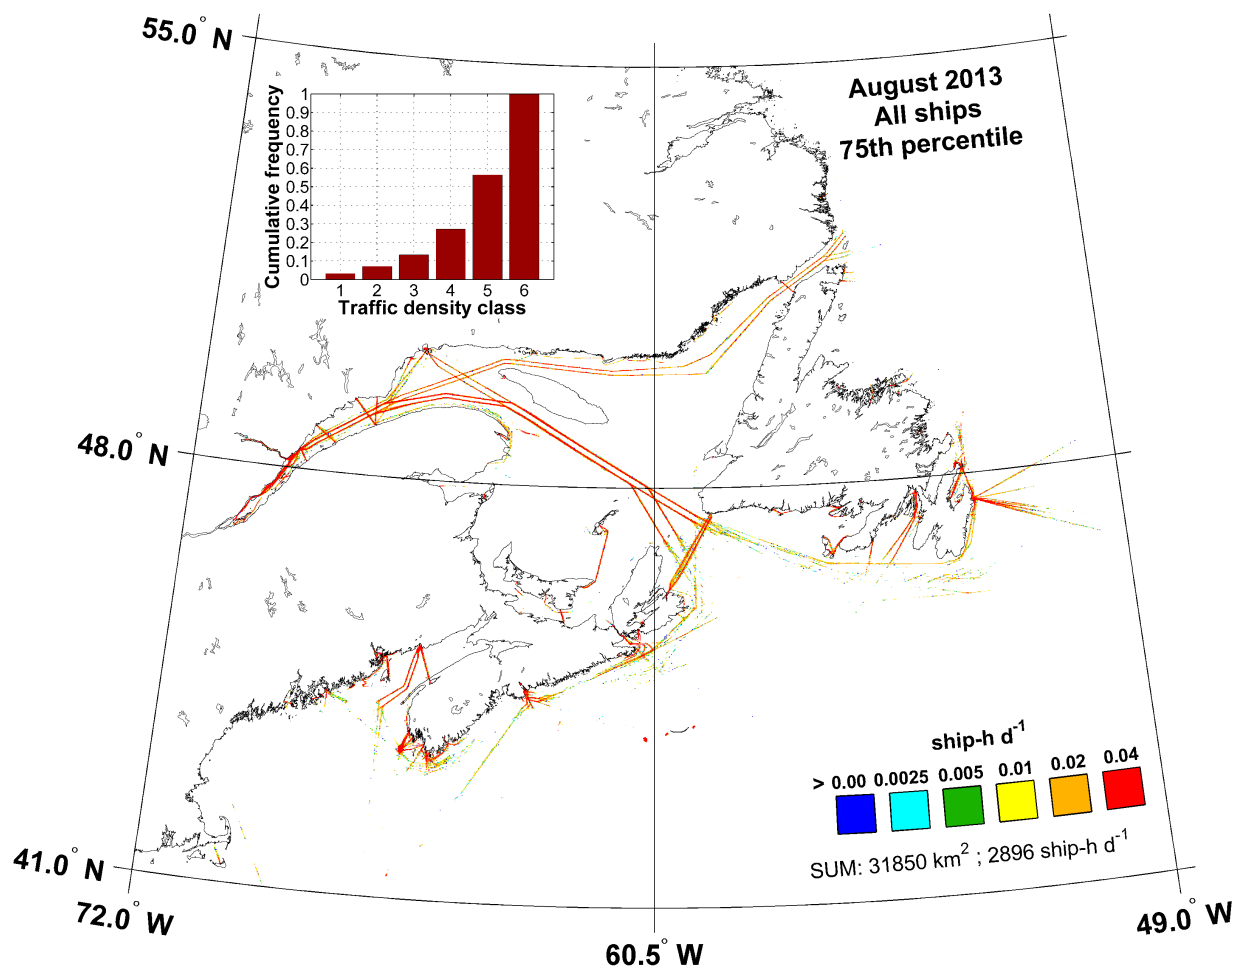 55.0° N
August 2013
All ships
75th percentile
Cumulative frequency
1
0.9
0.8
0.7
0.6
0.5
0.4
0.3
0.2
0.1
0
1 2 3 4 5 6
Traffic density class
48.0° N
ship-h d⁻¹
> 0.00 0.0025 0.005 0.01 0.02 0.04
SUM: 31850 km² ; 2896 ship-h d⁻¹
41.0° N
72.0° W
60.5° W
49.0° W